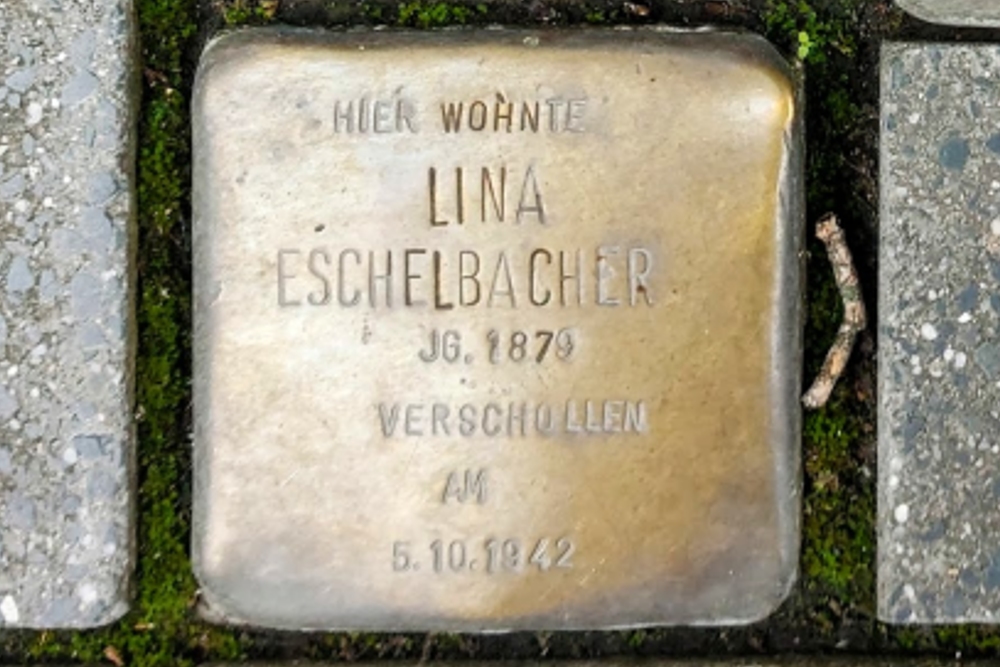 HIER WOHNTE
LINA
ESCHELBACHER
JG. 1879
VERSCHOLLEN
AM
5.10.1942